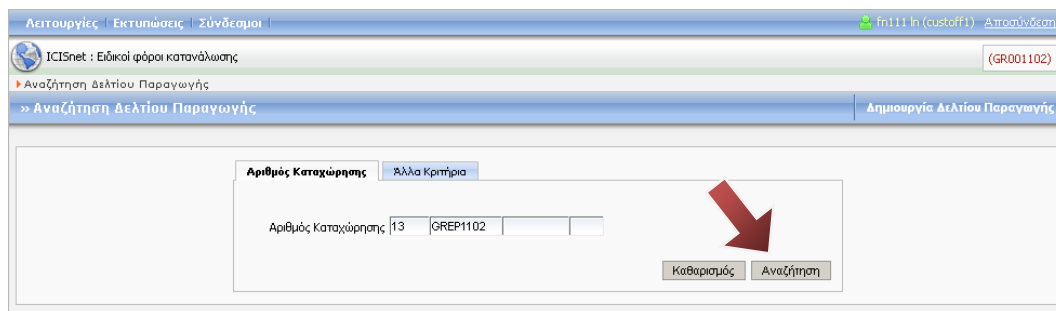 Λειτουργίες | Εκτυπώσεις | Σύνδεσμοι | fn111 ln (custoff1) Αποσύνδεση
ICISnet : Ειδικοί φόροι κατανάλωσης (GR001102)
Αναζήτηση Δελτίου Παραγωγής
» Αναζήτηση Δελτίου Παραγωγής Δημιουργία Δελτίου Παραγωγής
Αριθμός Καταχώρησης Άλλα Κριτήρια
Αριθμός Καταχώρησης 13 GREP1102
Καθαρισμός Αναζήτηση